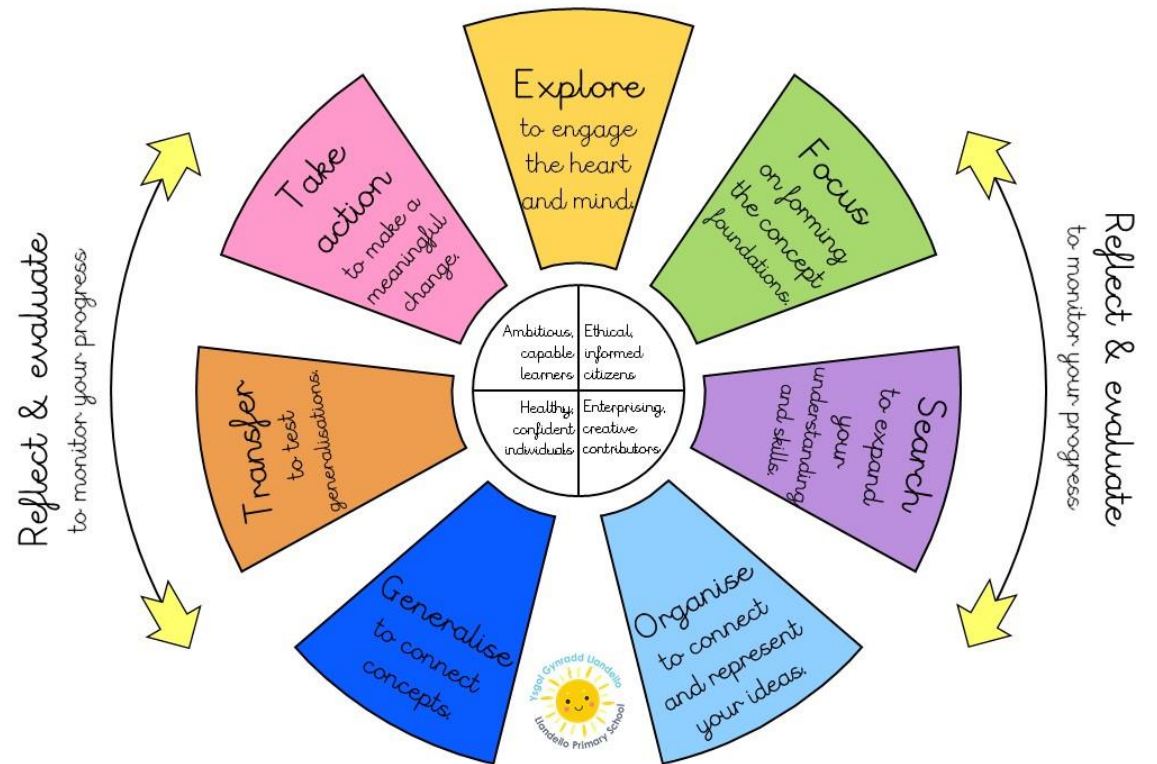 Explore
to engage
the heart
and mind.
Focus
on forming
the concept
foundations.
Search
to expand
your
understanding
and skills.
Organise
to connect
and represent
your ideas.
Generalise
to connect
concepts.
Transfer
to test
generalisations.
Take
action
to make a
meaningful
change.
Ambitious,
capable
learners
Ethical,
informed
citizens
Healthy,
confident
individuals
Enterprising,
creative
contributors
Reflect & evaluate
to monitor your progress
Reflect & evaluate
to monitor your progress
Ysgol Gynradd Llandeilo
Llandeilo Primary School